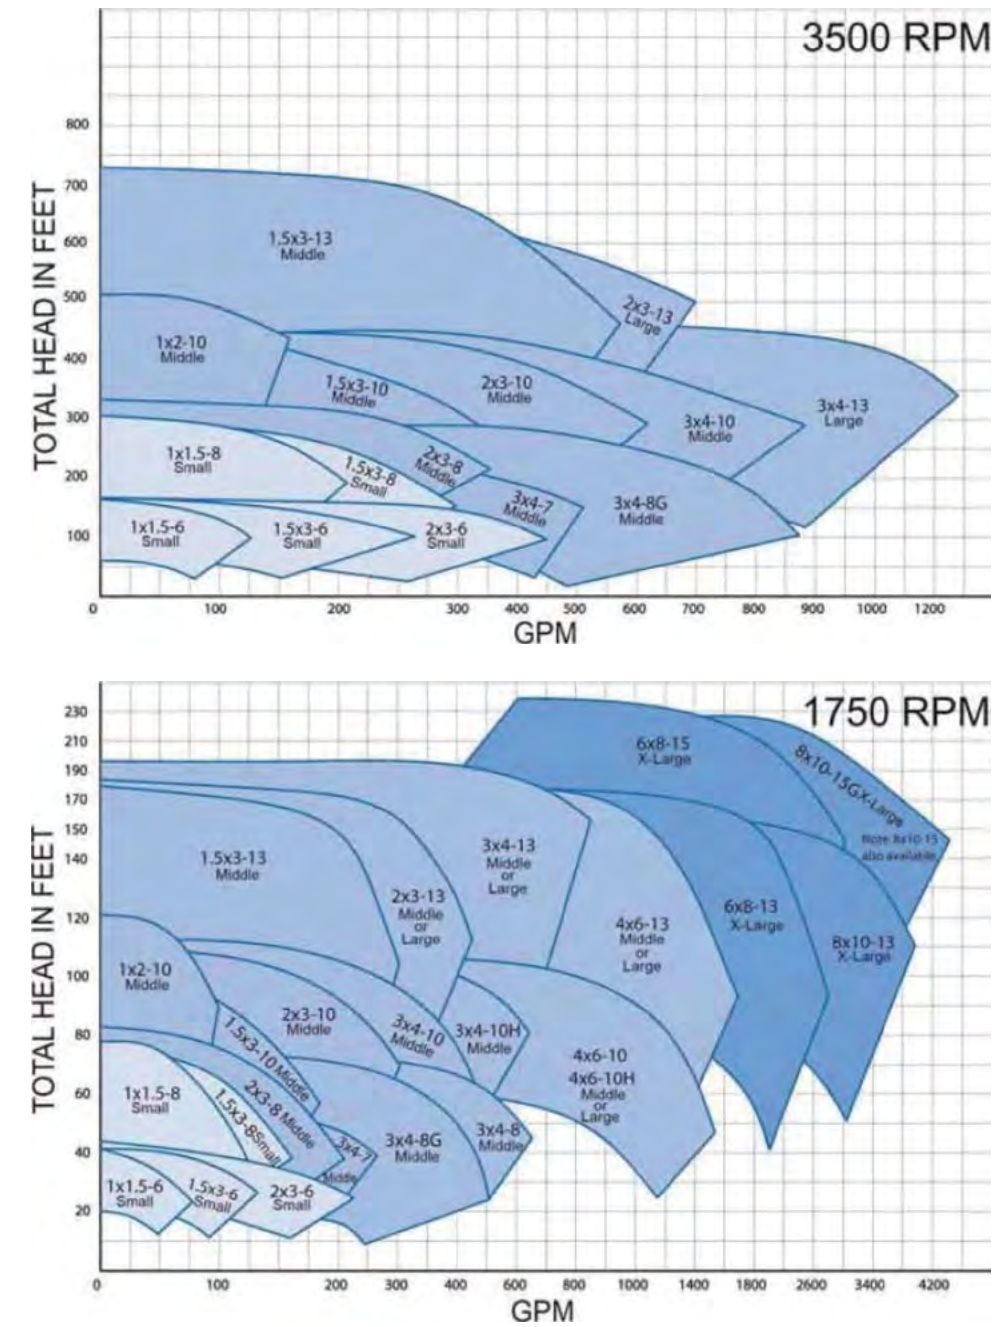 3500 RPM
TOTAL HEAD IN FEET
800
700
600
500
400
300
200
100
1.5x3-13
Middle
2x3-13
Large
1x2-10
Middle
1.5x3-10
Middle
2x3-10
Middle
3x4-10
Middle
3x4-13
Large
1x1.5-8
Small
1.5x3-8
Small
2x3-8
Middle
3x4-7
Middle
3x4-8G
Middle
1x1.5-6
Small
1.5x3-6
Small
2x3-6
Small
0 100 200 300 400 500 600 700 800 900 1000 1200
GPM
1750 RPM
TOTAL HEAD IN FEET
230
210
190
170
150
140
120
100
80
60
40
20
6x8-15
X-Large
8x10-15G X-Large
Note: 8x10-15
also available
1.5x3-13
Middle
2x3-13
Middle
or
Large
3x4-13
Middle
or
Large
4x6-13
Middle
or
Large
6x8-13
X-Large
8x10-13
X-Large
1x2-10
Middle
1.5x3-10 Middle
2x3-10
Middle
3x4-10
Middle
3x4-10H
Middle
4x6-10
4x6-10H
Middle
or
Large
1x1.5-8
Small
1.5x3-8 Small
2x3-8 Middle
3x4-7
Middle
3x4-8G
Middle
3x4-8
Middle
1x1.5-6
Small
1.5x3-6
Small
2x3-6
Small
0 100 200 300 400 600 1000 1400 1800 2600 3400 4200
GPM